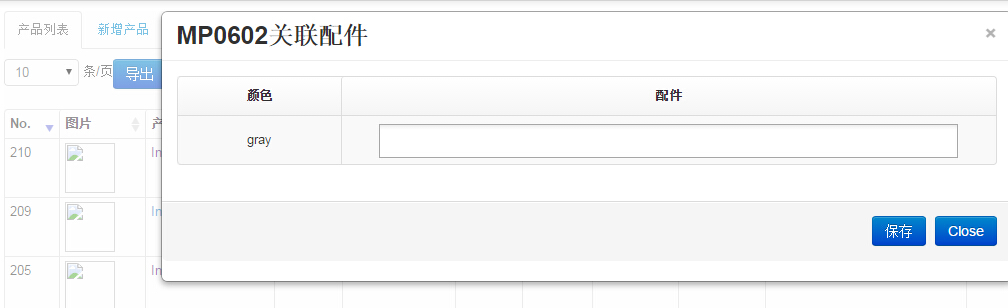 产品列表 新增产品
MP0602关联配件 ×
10 条/页 导出
颜色 配件
No. 图片
gray
210
209
保存 Close
205